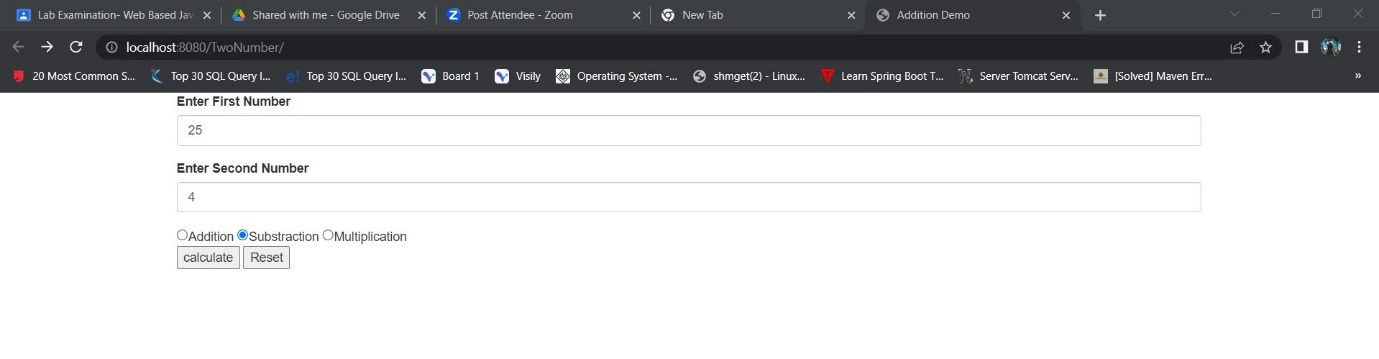 Lab Examination- Web Based Jav
Shared with me - Google Drive
Post Attendee - Zoom
New Tab
Addition Demo
localhost:8080/TwoNumber/
20 Most Common S...
Top 30 SQL Query I...
Top 30 SQL Query I...
Board 1
Visily
Operating System -...
shmget(2) - Linux...
Learn Spring Boot T...
Server Tomcat Serv...
[Solved] Maven Err...
Enter First Number
25
Enter Second Number
4
Addition Substraction Multiplication
calculate Reset